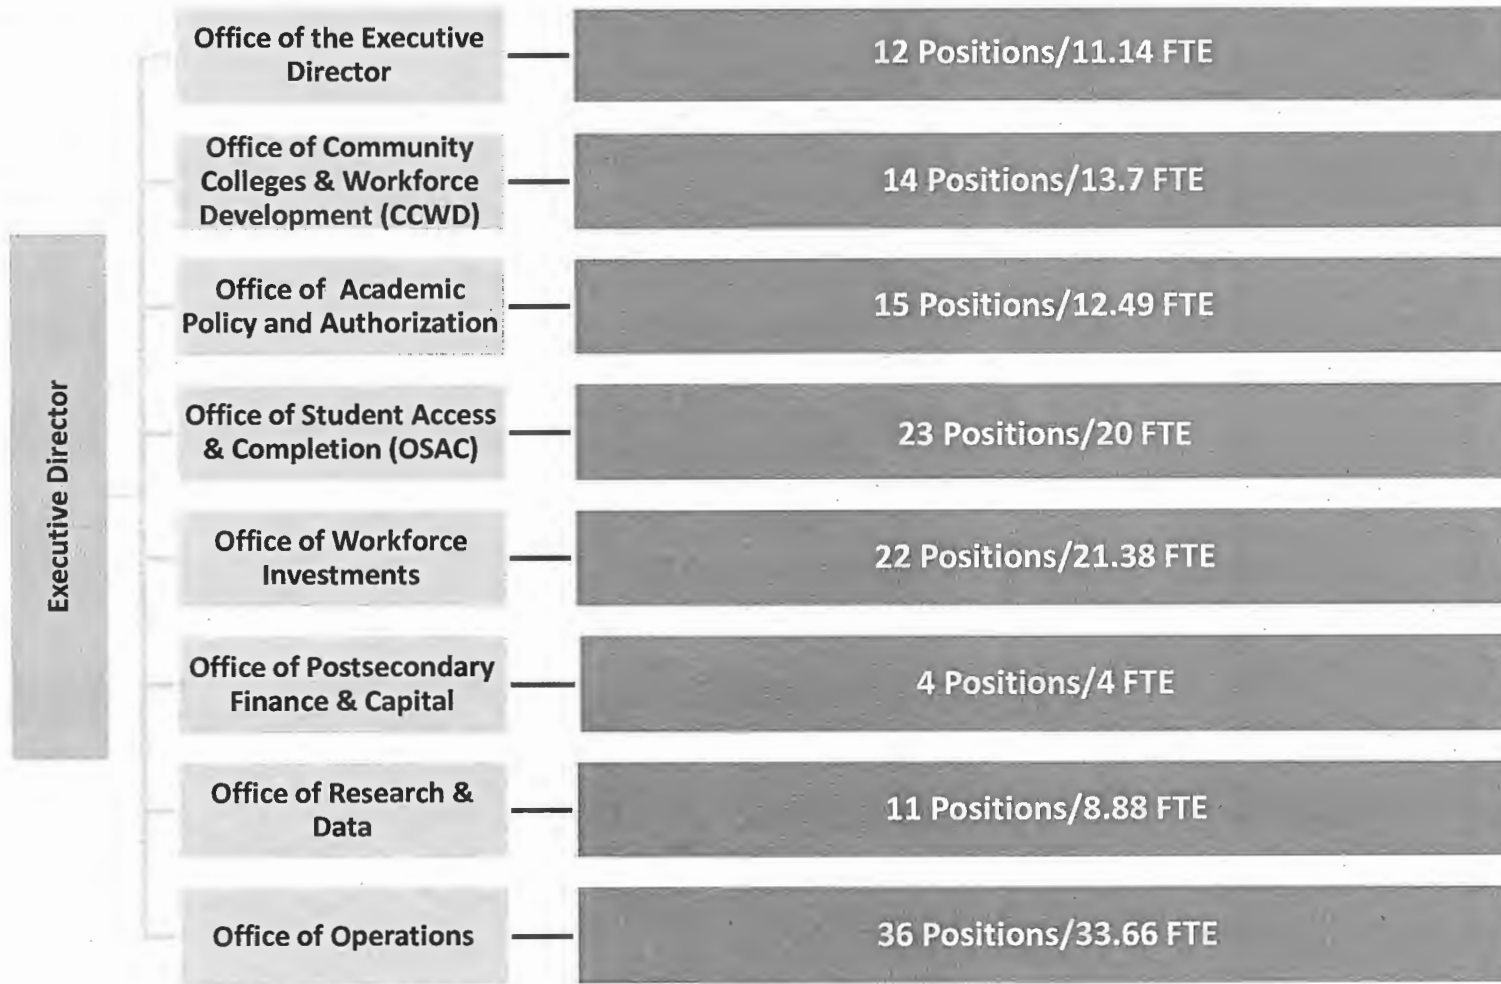 Executive Director
Office of the Executive
Director
12 Positions/11.14 FTE
Office of Community
Colleges & Workforce
Development (CCWD)
14 Positions/13.7 FTE
Office of Academic
Policy and Authorization
15 Positions/12.49 FTE
Office of Student Access
& Completion (OSAC)
23 Positions/20 FTE
Office of Workforce
Investments
22 Positions/21.38 FTE
Office of Postsecondary
Finance & Capital
4 Positions/4 FTE
Office of Research &
Data
11 Positions/8.88 FTE
Office of Operations
36 Positions/33.66 FTE